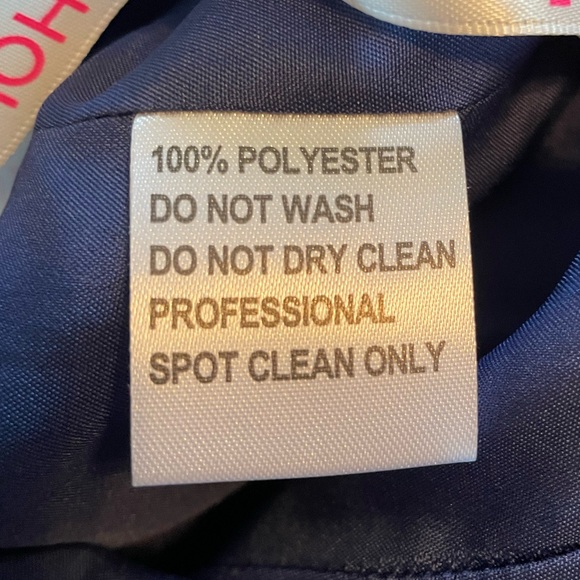 100% POLYESTER
DO NOT WASH
DO NOT DRY CLEAN
PROFESSIONAL
SPOT CLEAN ONLY